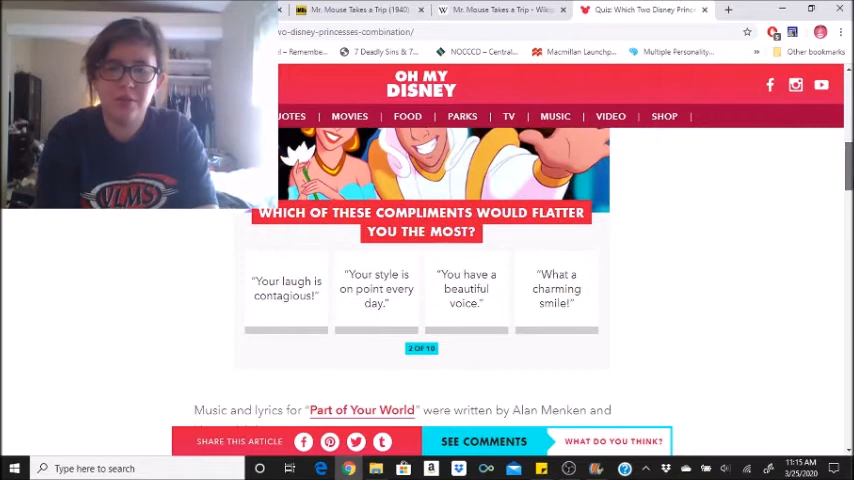 Mr. Mouse Takes a Trip (1940)
Mr. Mouse Takes a Trip - Wikip
Quiz: Which Two Disney Prince
wo-disney-princesses-combination/
l – Remembe...
7 Deadly Sins & 7...
NOCCCD – Central...
Macmillan Launchp...
Multiple Personality...
Other bookmarks
OH MY
DISNEY
UOTES | MOVIES | FOOD | PARKS | TV | MUSIC | VIDEO | SHOP |
VLMS
WHICH OF THESE COMPLIMENTS WOULD FLATTER
YOU THE MOST?
"Your laugh is
contagious!"
"Your style is
on point every
day."
"You have a
beautiful
voice."
"What a
charming
smile!"
2 OF 10
Music and lyrics for "Part of Your World" were written by Alan Menken and
SHARE THIS ARTICLE
SEE COMMENTS
WHAT DO YOU THINK?
Type here to search
11:15 AM
3/25/2020